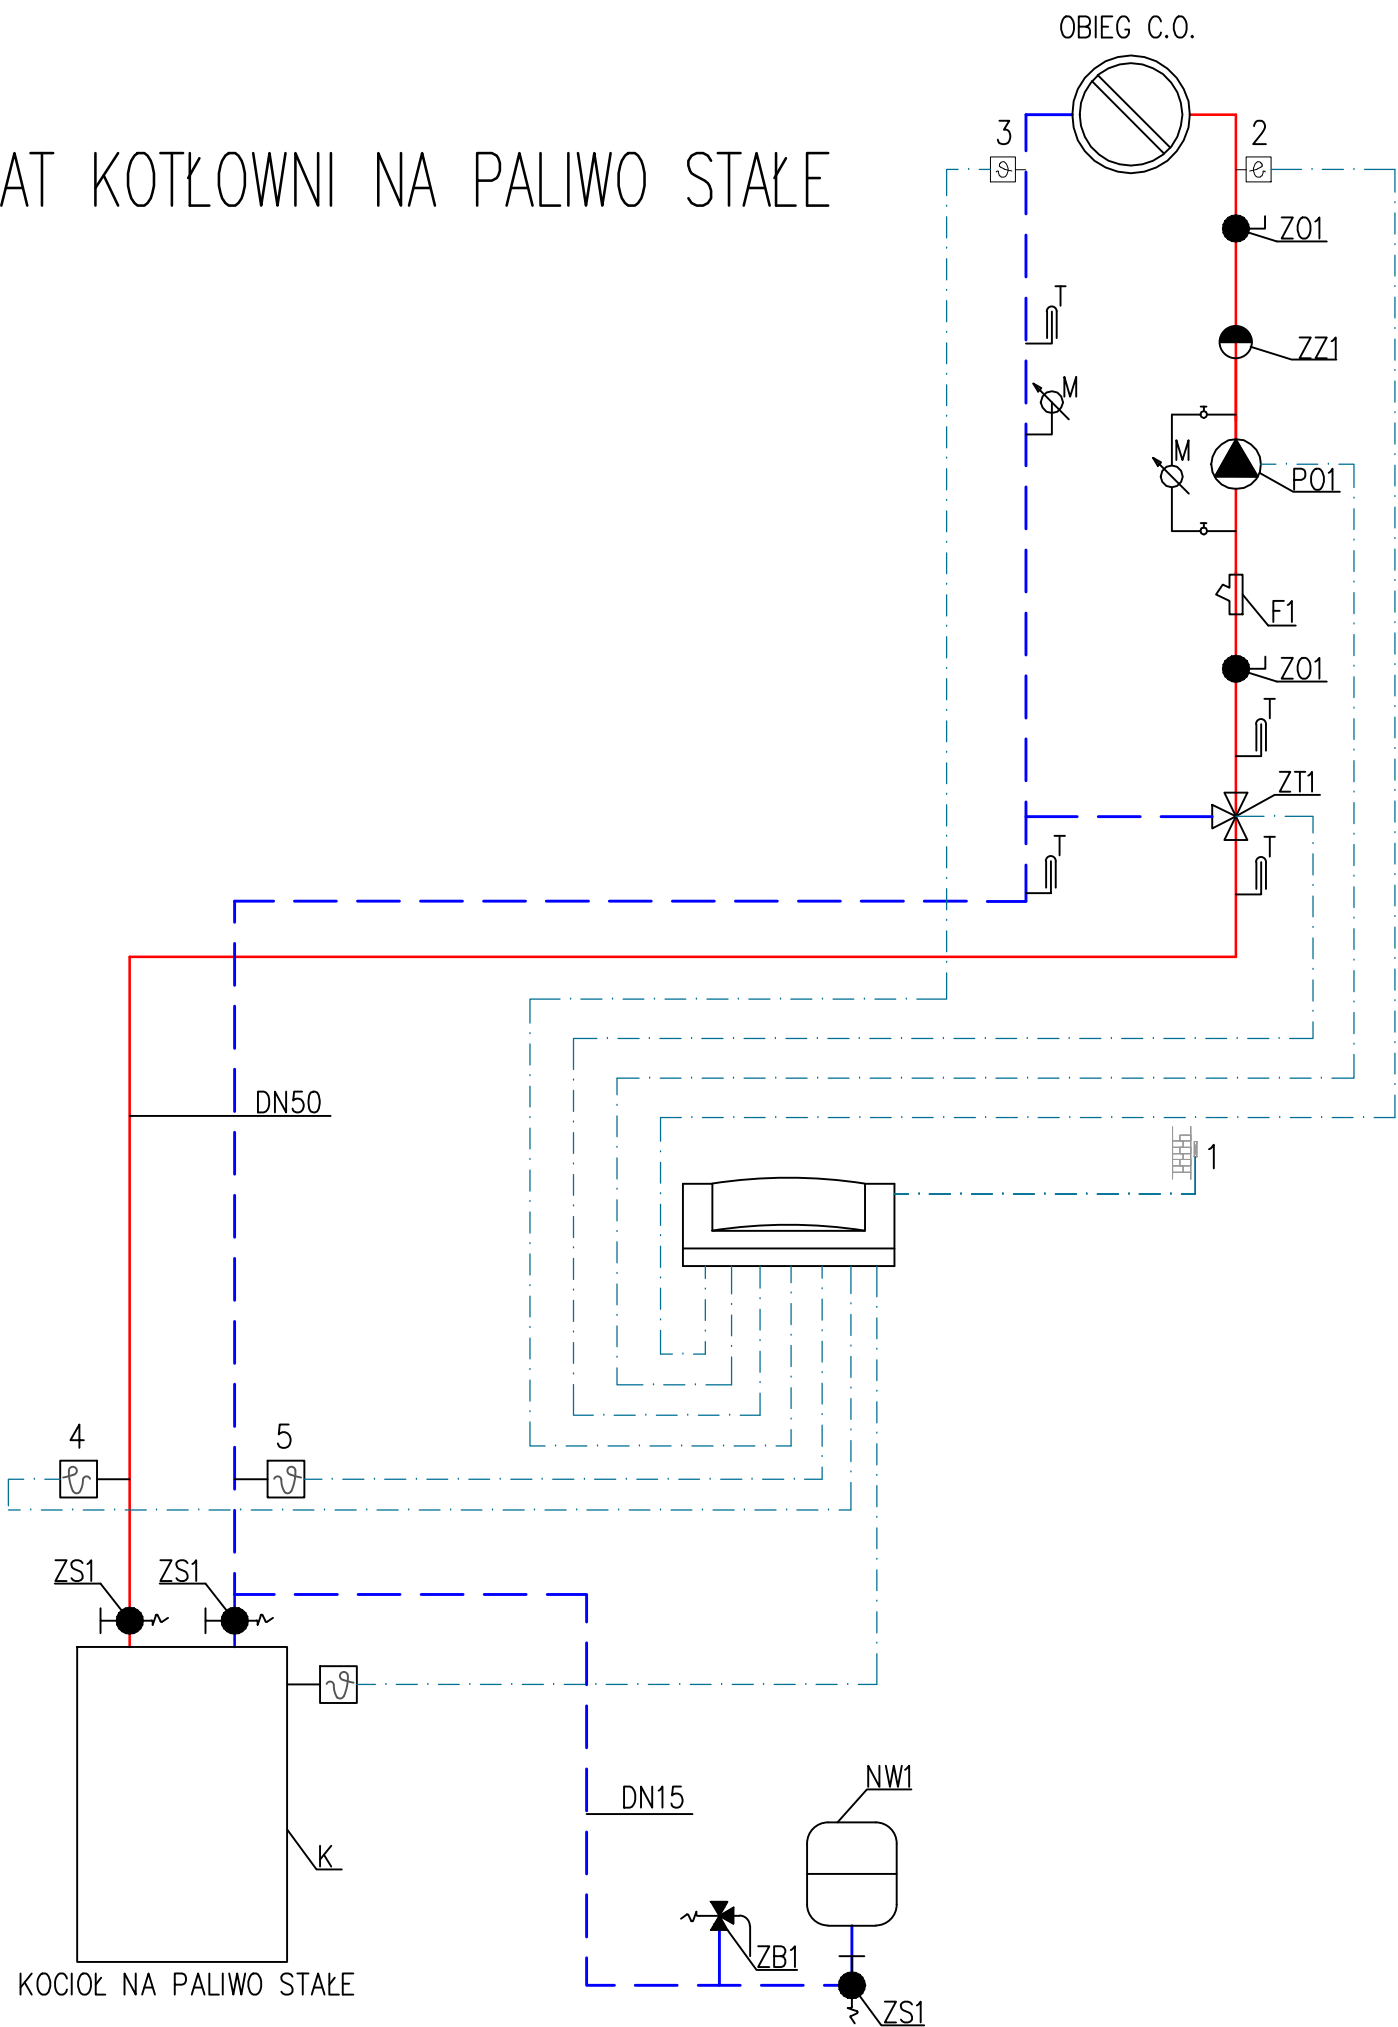 OBIEG C.O.
3
2
AT KOTŁOWNI NA PALIWO STAŁE
ZO1
T
ZZ1
M
M
PO1
F1
ZO1
T
ZT1
T
T
DN50
1
4
5
ZS1
ZS1
NW1
DN15
K
ZB1
KOCIOŁ NA PALIWO STAŁE
ZS1